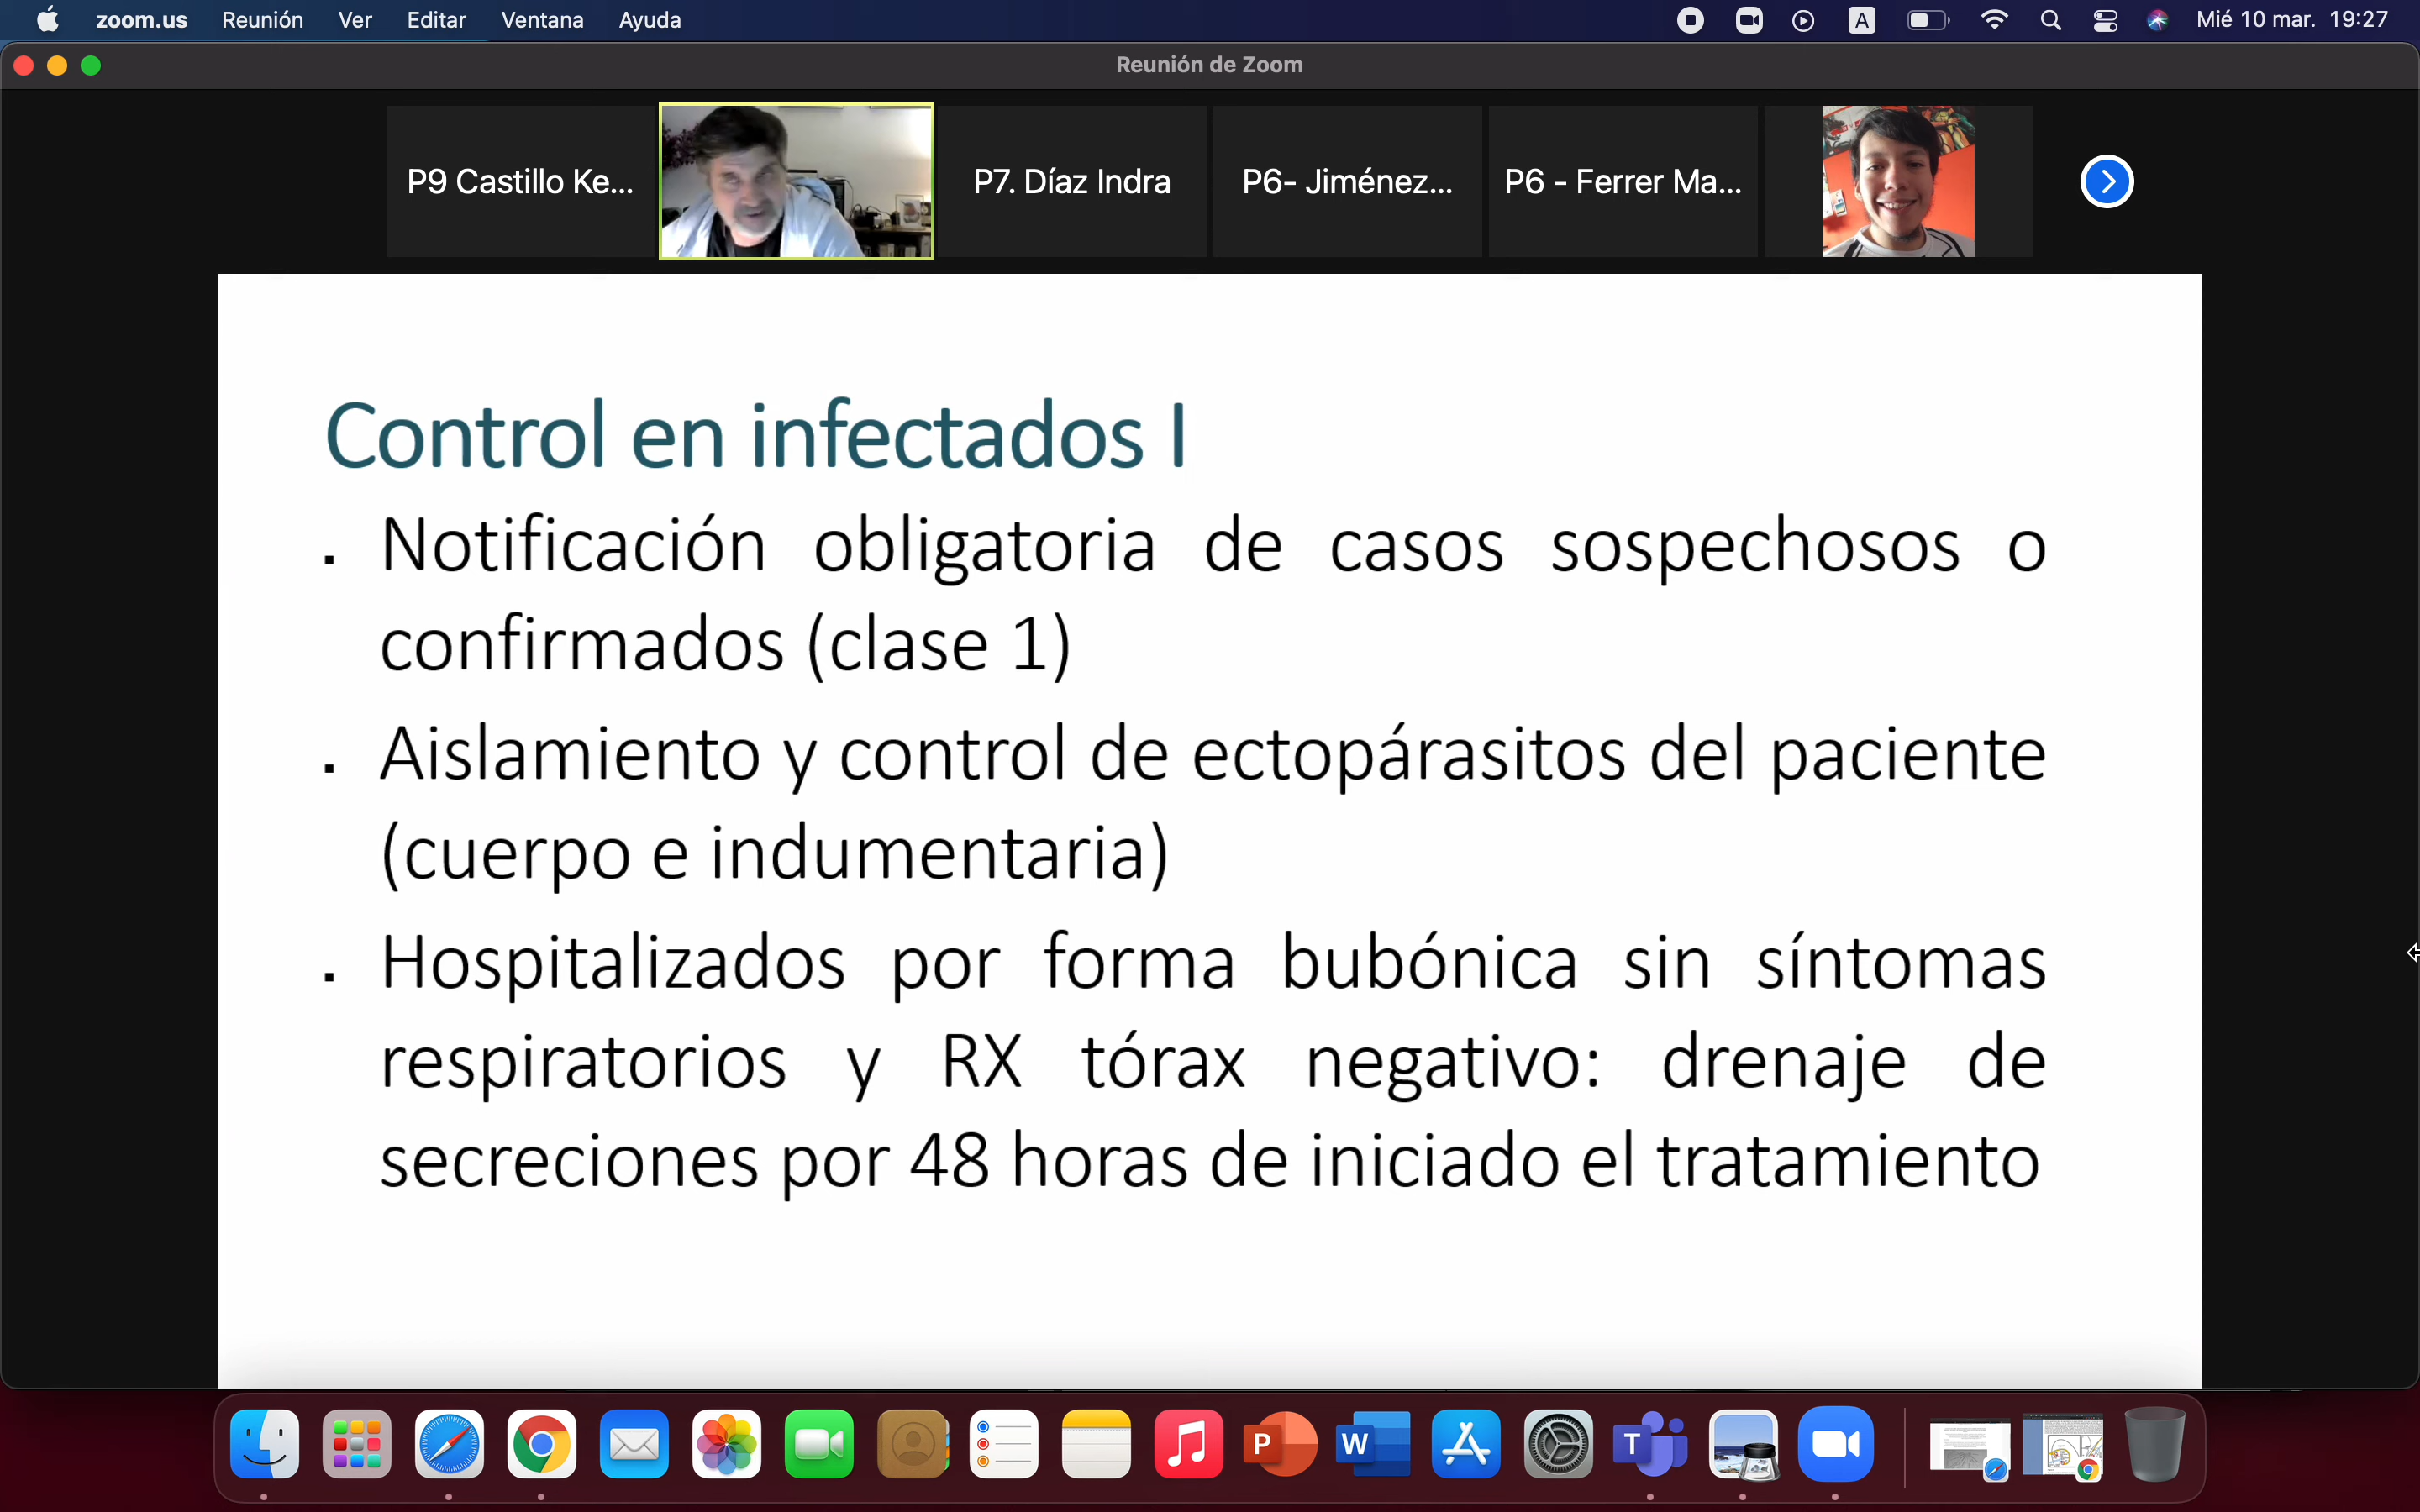 zoom.us Reunión Ver Editar Ventana Ayuda A Mié 10 mar. 19:27
Reunión de Zoom
P9 Castillo Ke... P7. Díaz Indra P6- Jiménez... P6 - Ferrer Ma...
Control en infectados I
▪ Notificación obligatoria de casos sospechosos o
confirmados (clase 1)
▪ Aislamiento y control de ectopárasitos del paciente
(cuerpo e indumentaria)
▪ Hospitalizados por forma bubónica sin síntomas
respiratorios y RX tórax negativo: drenaje de
secreciones por 48 horas de iniciado el tratamiento
P W T